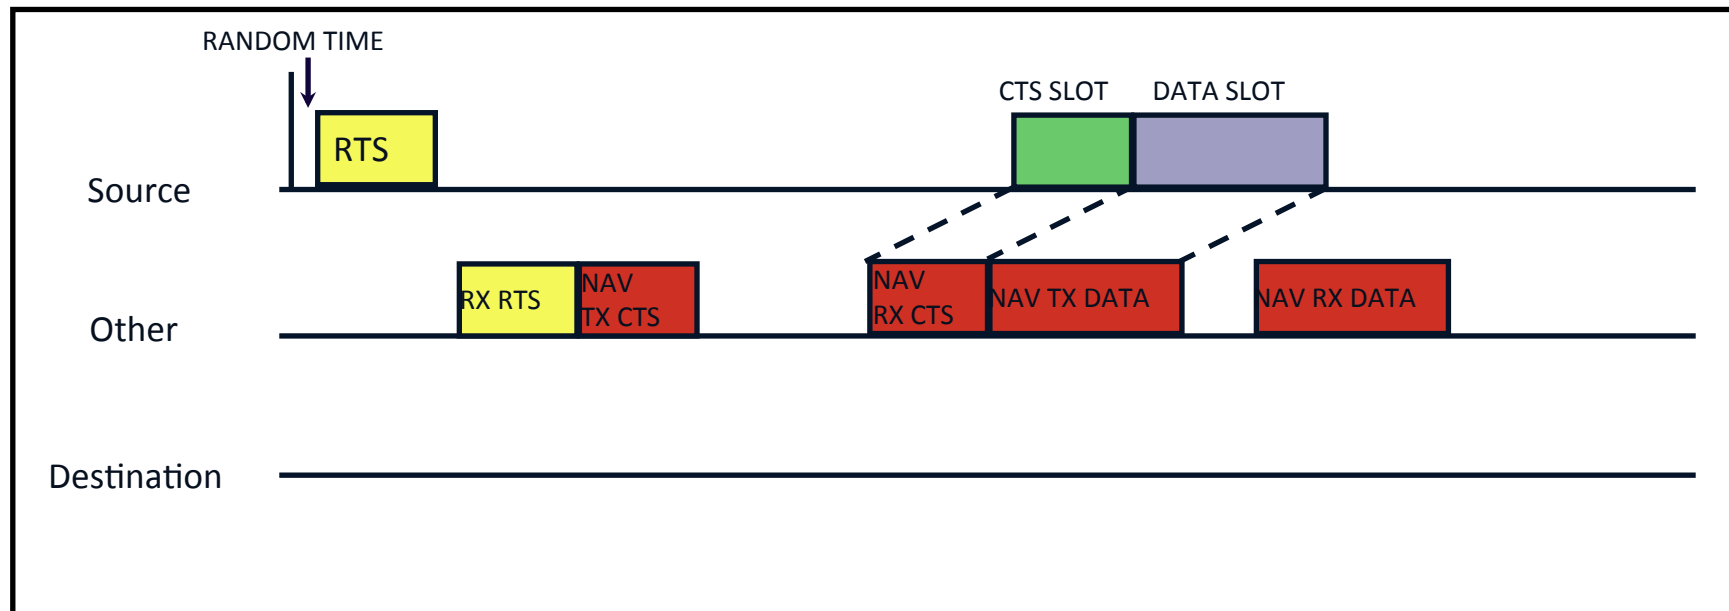 RANDOM TIME
CTS SLOT DATA SLOT
RTS
Source
RX RTS
NAV
TX CTS
NAV
RX CTS
NAV TX DATA
NAV RX DATA
Other
Destination